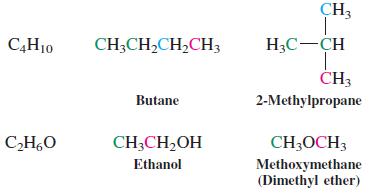 CH₃
C₄H₁₀ CH₃CH₂CH₂CH₃ H₃C—CH
CH₃
Butane 2-Methylpropane
C₂H₆O CH₃CH₂OH CH₃OCH₃
Ethanol Methoxymethane
(Dimethyl ether)